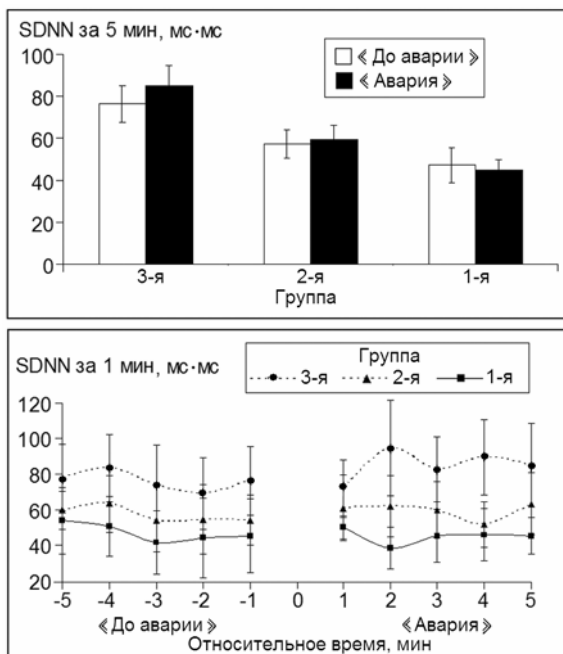 SDNN за 5 мин, мс·мс
100
80
60
40
20
0
« До аварии »
« Авария »
3-я 2-я 1-я
Группа
SDNN за 1 мин, мс·мс
Группа
3-я 2-я 1-я
120
100
80
60
40
20
-5 -4 -3 -2 -1 0 1 2 3 4 5
« До аварии » « Авария »
Относительное время, мин